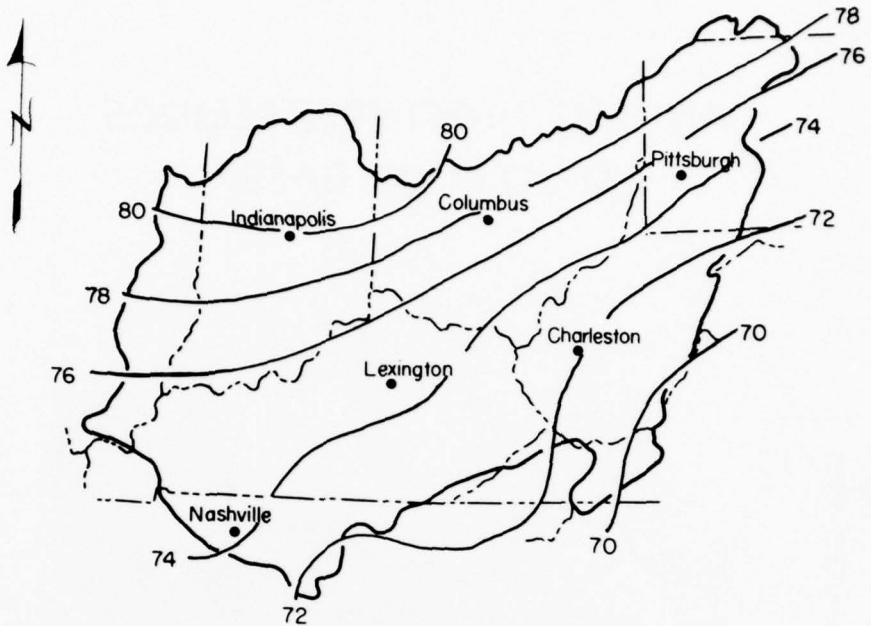 78
76
80
74
N
Pittsburgh
80
Indianapolis
Columbus
72
78
Charleston
70
76
Lexington
Nashville
70
74
72